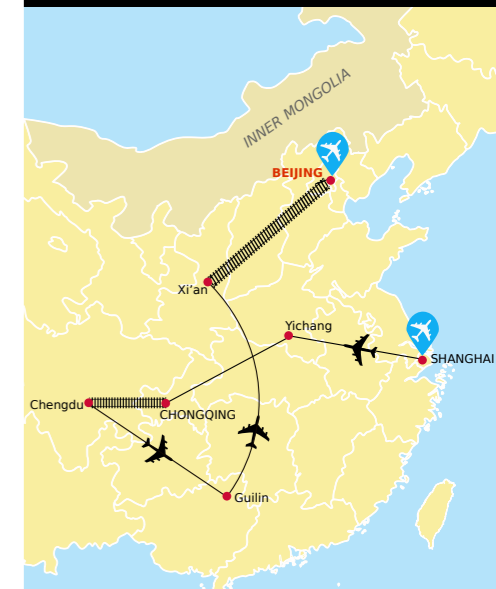 INNER MONGOLIA
BEIJING
Xi’an
Yichang
SHANGHAI
Chengdu
CHONGQING
Guilin